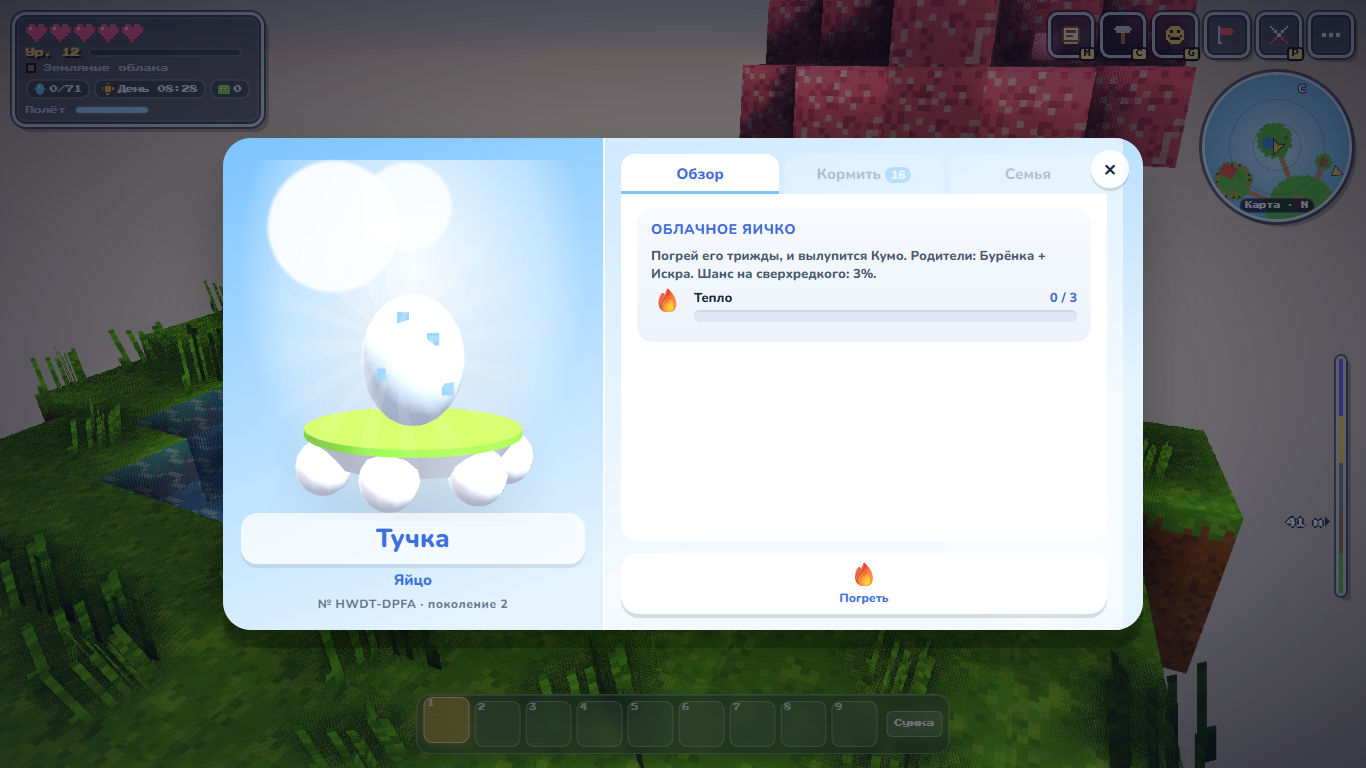 Ур. 12
Земляные облака
0/71
День 08:28
0
Полёт
H
C
G
P
С
Карта · N
Обзор
Кормить 16
Семья
ОБЛАЧНОЕ ЯИЧКО
Погрей его трижды, и вылупится Кумо. Родители: Бурёнка +
Искра. Шанс на сверхредкого: 3%.
Тепло
0 / 3
Тучка
Яйцо
№ HWDT-DPFA · поколение 2
Погреть
41 м
1
2
3
4
5
6
7
8
9
Сумка